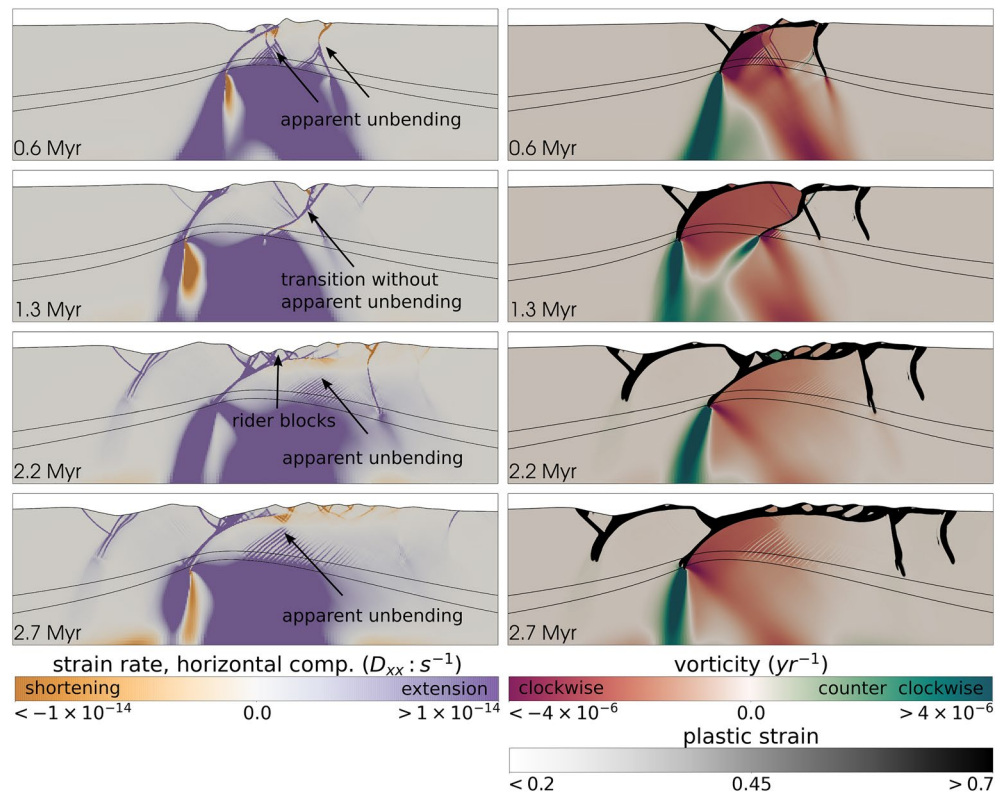 apparent unbending
0.6 Myr
0.6 Myr
transition without
apparent unbending
1.3 Myr
1.3 Myr
rider blocks
apparent unbending
2.2 Myr
2.2 Myr
apparent unbending
2.7 Myr
2.7 Myr
strain rate, horizontal comp. (Dₓₓ : s⁻¹)
shortening extension
< −1 × 10⁻¹⁴ 0.0 > 1 × 10⁻¹⁴
vorticity (yr⁻¹)
clockwise counter clockwise
< −4 × 10⁻⁶ 0.0 > 4 × 10⁻⁶
plastic strain
< 0.2 0.45 > 0.7